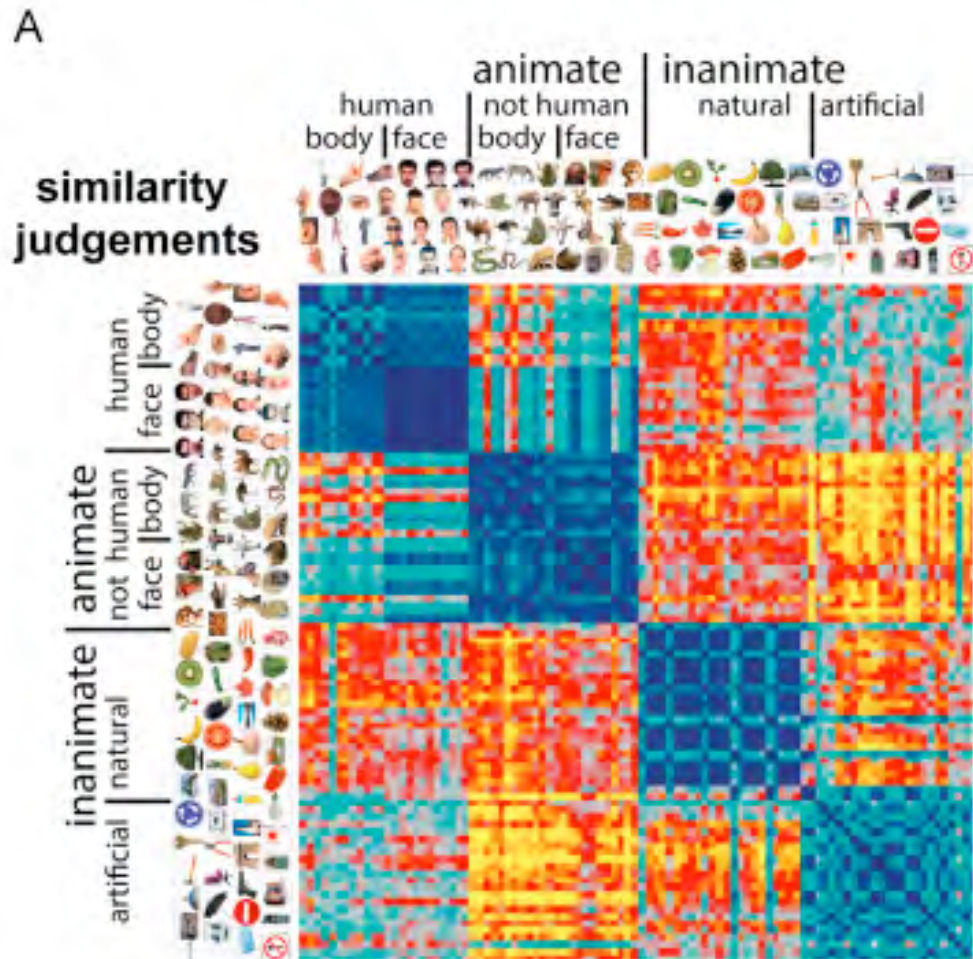 A
animate inanimate
human not human natural artificial
body face body face
similarity
judgements
animate
human
body
face
not human
body
face
inanimate
natural
artificial